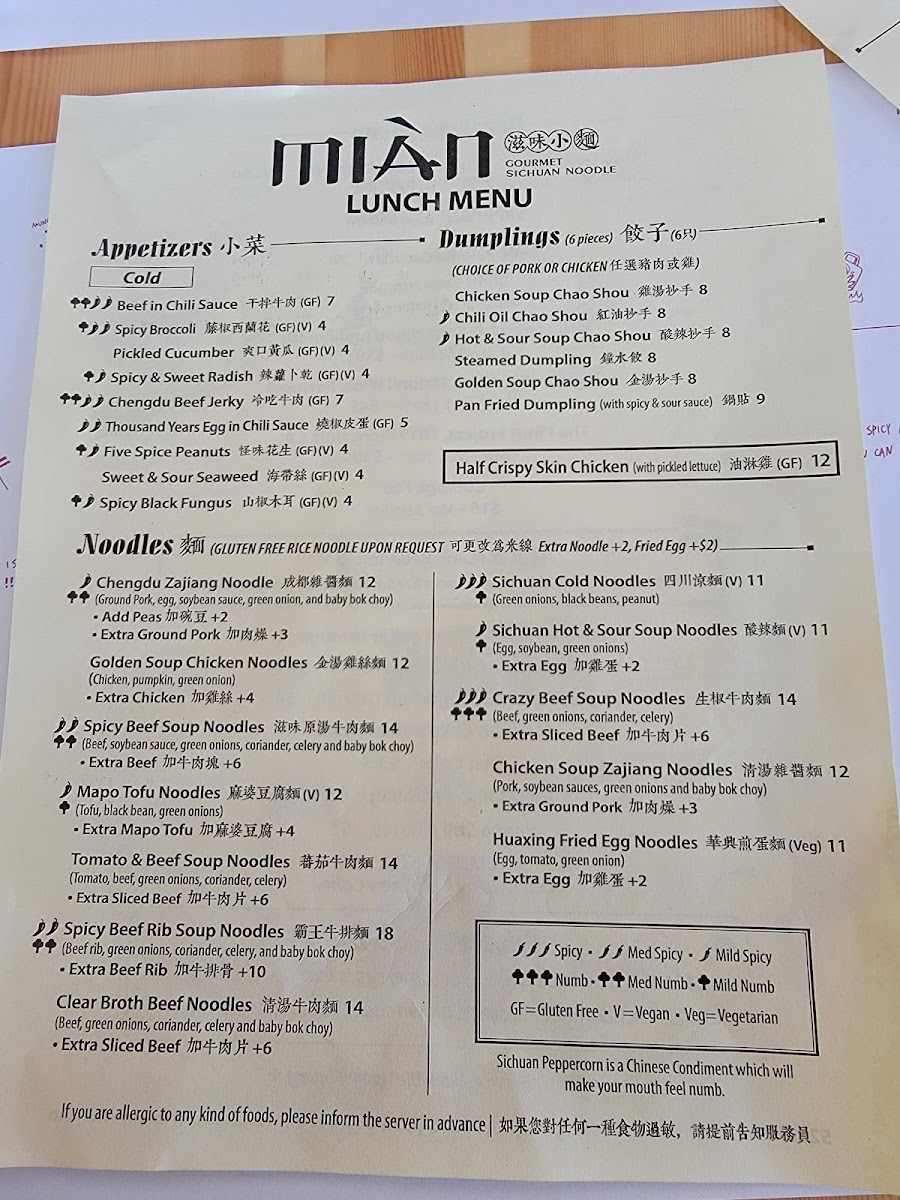 MIÀN 滋味小麵
GOURMET
SICHUAN NOODLE
LUNCH MENU
Appetizers 小菜
Cold
Beef in Chili Sauce 干拌牛肉 (GF) 7
Spicy Broccoli 藤椒西蘭花 (GF)(V) 4
Pickled Cucumber 爽口黃瓜 (GF)(V) 4
Spicy & Sweet Radish 辣蘿卜乾 (GF)(V) 4
Chengdu Beef Jerky 冷吃牛肉 (GF) 7
Thousand Years Egg in Chili Sauce 燒椒皮蛋 (GF) 5
Five Spice Peanuts 怪味花生 (GF)(V) 4
Sweet & Sour Seaweed 海帶絲 (GF)(V) 4
Spicy Black Fungus 山椒木耳 (GF)(V) 4
Dumplings (6 pieces) 餃子 (6只)
(CHOICE OF PORK OR CHICKEN 任選豬肉或雞)
Chicken Soup Chao Shou 雞湯抄手 8
Chili Oil Chao Shou 紅油抄手 8
Hot & Sour Soup Chao Shou 酸辣抄手 8
Steamed Dumpling 鐘水餃 8
Golden Soup Chao Shou 金湯抄手 8
Pan Fried Dumpling (with spicy & sour sauce) 鍋貼 9
Half Crispy Skin Chicken (with pickled lettuce) 油淋雞 (GF) 12
Noodles 麵 (GLUTEN FREE RICE NOODLE UPON REQUEST 可更改爲米線 Extra Noodle +2, Fried Egg +$2)
Chengdu Zajiang Noodle 成都雜醬麵 12
(Ground Pork, egg, soybean sauce, green onion, and baby bok choy)
• Add Peas 加碗豆 +2
• Extra Ground Pork 加肉燥 +3
Golden Soup Chicken Noodles 金湯雞絲麵 12
(Chicken, pumpkin, green onion)
• Extra Chicken 加雞絲 +4
Spicy Beef Soup Noodles 滋味原湯牛肉麵 14
(Beef, soybean sauce, green onions, coriander, celery and baby bok choy)
• Extra Beef 加牛肉塊 +6
Mapo Tofu Noodles 麻婆豆腐麵 (V) 12
(Tofu, black bean, green onions)
• Extra Mapo Tofu 加麻婆豆腐 +4
Tomato & Beef Soup Noodles 蕃茄牛肉麵 14
(Tomato, beef, green onions, coriander, celery)
• Extra Sliced Beef 加牛肉片 +6
Spicy Beef Rib Soup Noodles 霸王牛排麵 18
(Beef rib, green onions, coriander, celery, and baby bok choy)
• Extra Beef Rib 加牛排骨 +10
Clear Broth Beef Noodles 清湯牛肉麵 14
(Beef, green onions, coriander, celery and baby bok choy)
• Extra Sliced Beef 加牛肉片 +6
Sichuan Cold Noodles 四川涼麵 (V) 11
(Green onions, black beans, peanut)
Sichuan Hot & Sour Soup Noodles 酸辣麵 (V) 11
(Egg, soybean, green onions)
• Extra Egg 加雞蛋 +2
Crazy Beef Soup Noodles 生椒牛肉麵 14
(Beef, green onions, coriander, celery)
• Extra Sliced Beef 加牛肉片 +6
Chicken Soup Zajiang Noodles 清湯雜醬麵 12
(Pork, soybean sauces, green onions and baby bok choy)
• Extra Ground Pork 加肉燥 +3
Huaxing Fried Egg Noodles 華興煎蛋麵 (Veg) 11
(Egg, tomato, green onion)
• Extra Egg 加雞蛋 +2
Spicy • Med Spicy • Mild Spicy
Numb • Med Numb • Mild Numb
GF=Gluten Free • V=Vegan • Veg=Vegetarian
Sichuan Peppercorn is a Chinese Condiment which will
make your mouth feel numb.
If you are allergic to any kind of foods, please inform the server in advance | 如果您對任何一種食物過敏，請提前告知服務員
SPICY
CAN
IS
!!